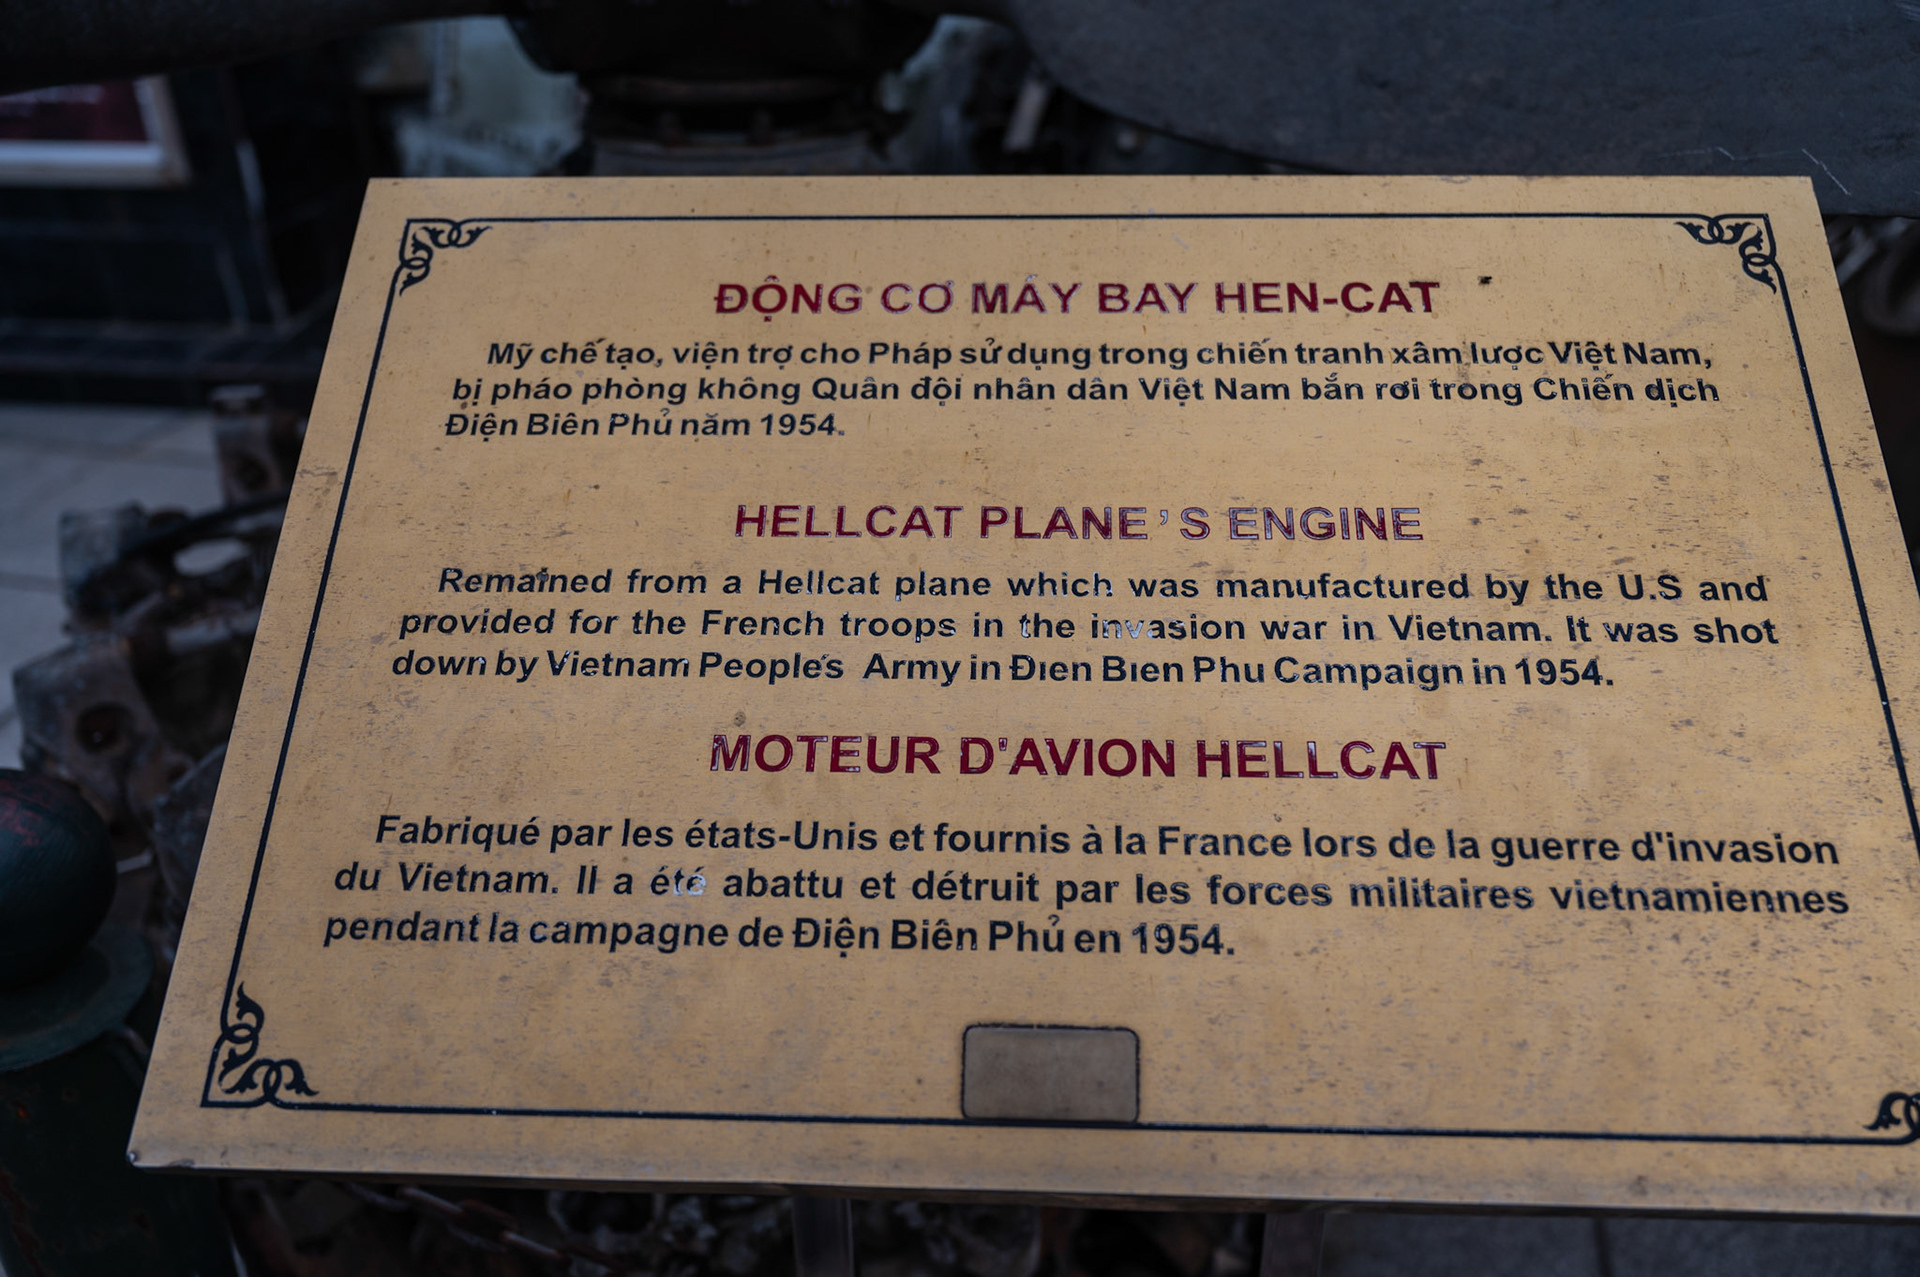 ĐỘNG CƠ MÁY BAY HEN-CAT
Mỹ chế tạo, viện trợ cho Pháp sử dụng trong chiến tranh xâm lược Việt Nam,
bị pháo phòng không Quân đội nhân dân Việt Nam bắn rơi trong Chiến dịch
Điện Biên Phủ năm 1954.
HELLCAT PLANE'S ENGINE
Remained from a Hellcat plane which was manufactured by the U.S and
provided for the French troops in the invasion war in Vietnam. It was shot
down by Vietnam People's Army in Đien Bien Phu Campaign in 1954.
MOTEUR D'AVION HELLCAT
Fabriqué par les états-Unis et fournis à la France lors de la guerre d'invasion
du Vietnam. Il a été abattu et détruit par les forces militaires vietnamiennes
pendant la campagne de Điện Biên Phủ en 1954.